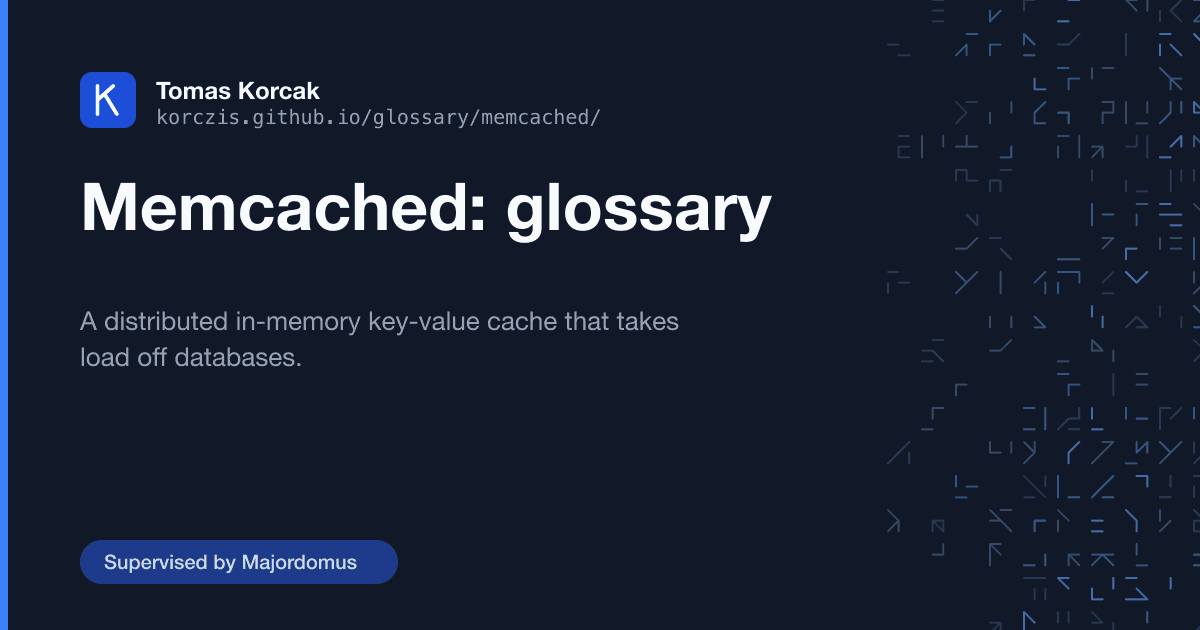 K
Tomas Korcak
korczis.github.io/glossary/memcached/
Memcached: glossary
A distributed in-memory key-value cache that takes
load off databases.
Supervised by Majordomus